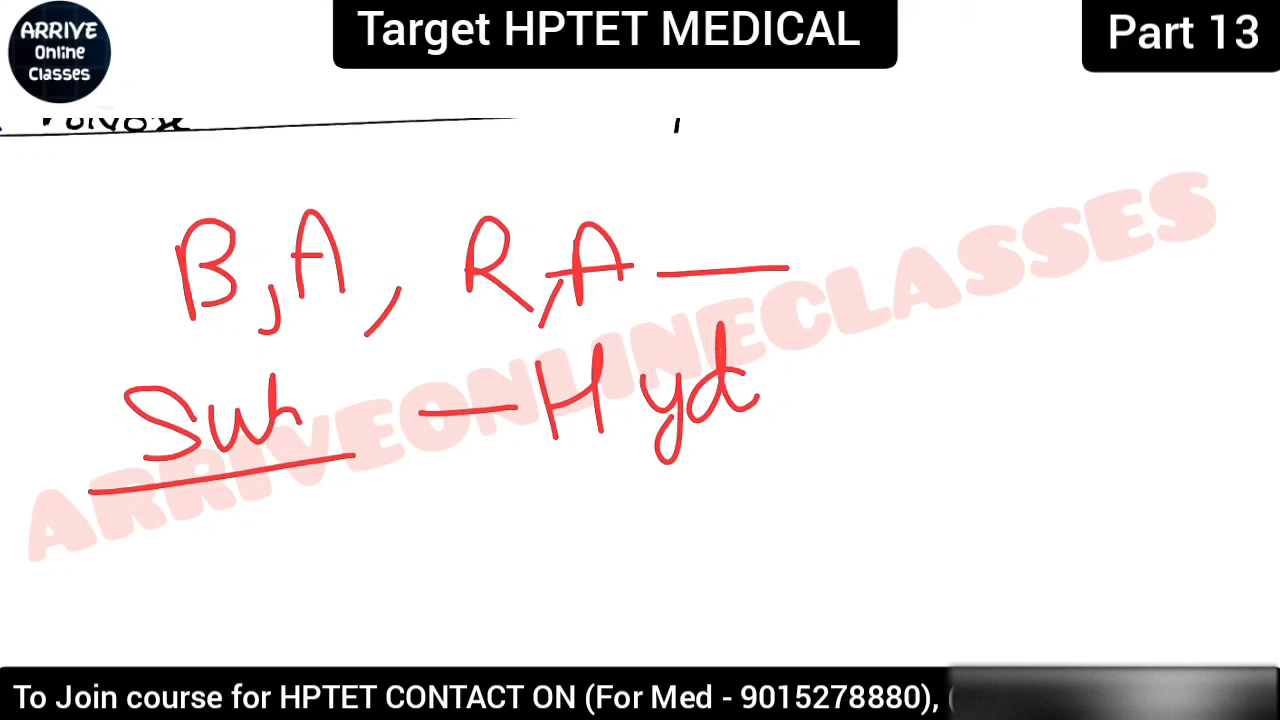 ARRIVE
Online
Classes
Target HPTET MEDICAL
Part 13
B, A, R, A —
— Hyd
ARRIVEONLINECLASSES
To Join course for HPTET CONTACT ON (For Med - 9015278880), (